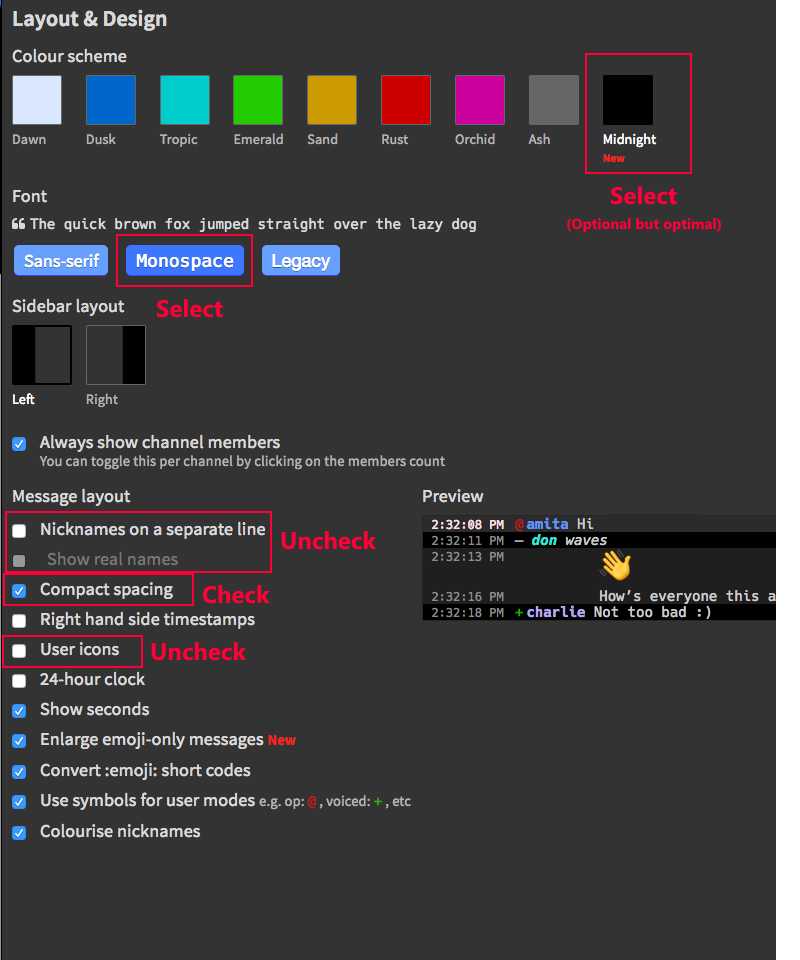 Layout & Design
Colour scheme
Dawn Dusk Tropic Emerald Sand Rust Orchid Ash Midnight
New
Select
(Optional but optimal)
Font
❝ The quick brown fox jumped straight over the lazy dog
Sans-serif Monospace Legacy
Select
Sidebar layout
Left Right
Always show channel members
You can toggle this per channel by clicking on the members count
Message layout
Nicknames on a separate line
Show real names
Uncheck
Compact spacing
Check
Right hand side timestamps
User icons
Uncheck
24-hour clock
Show seconds
Enlarge emoji-only messages New
Convert :emoji: short codes
Use symbols for user modes e.g. op: @, voiced: +, etc
Colourise nicknames
Preview
2:32:08 PM @amita Hi
2:32:11 PM — don waves
2:32:13 PM 👋
2:32:16 PM How’s everyone this a
2:32:18 PM +charlie Not too bad :)